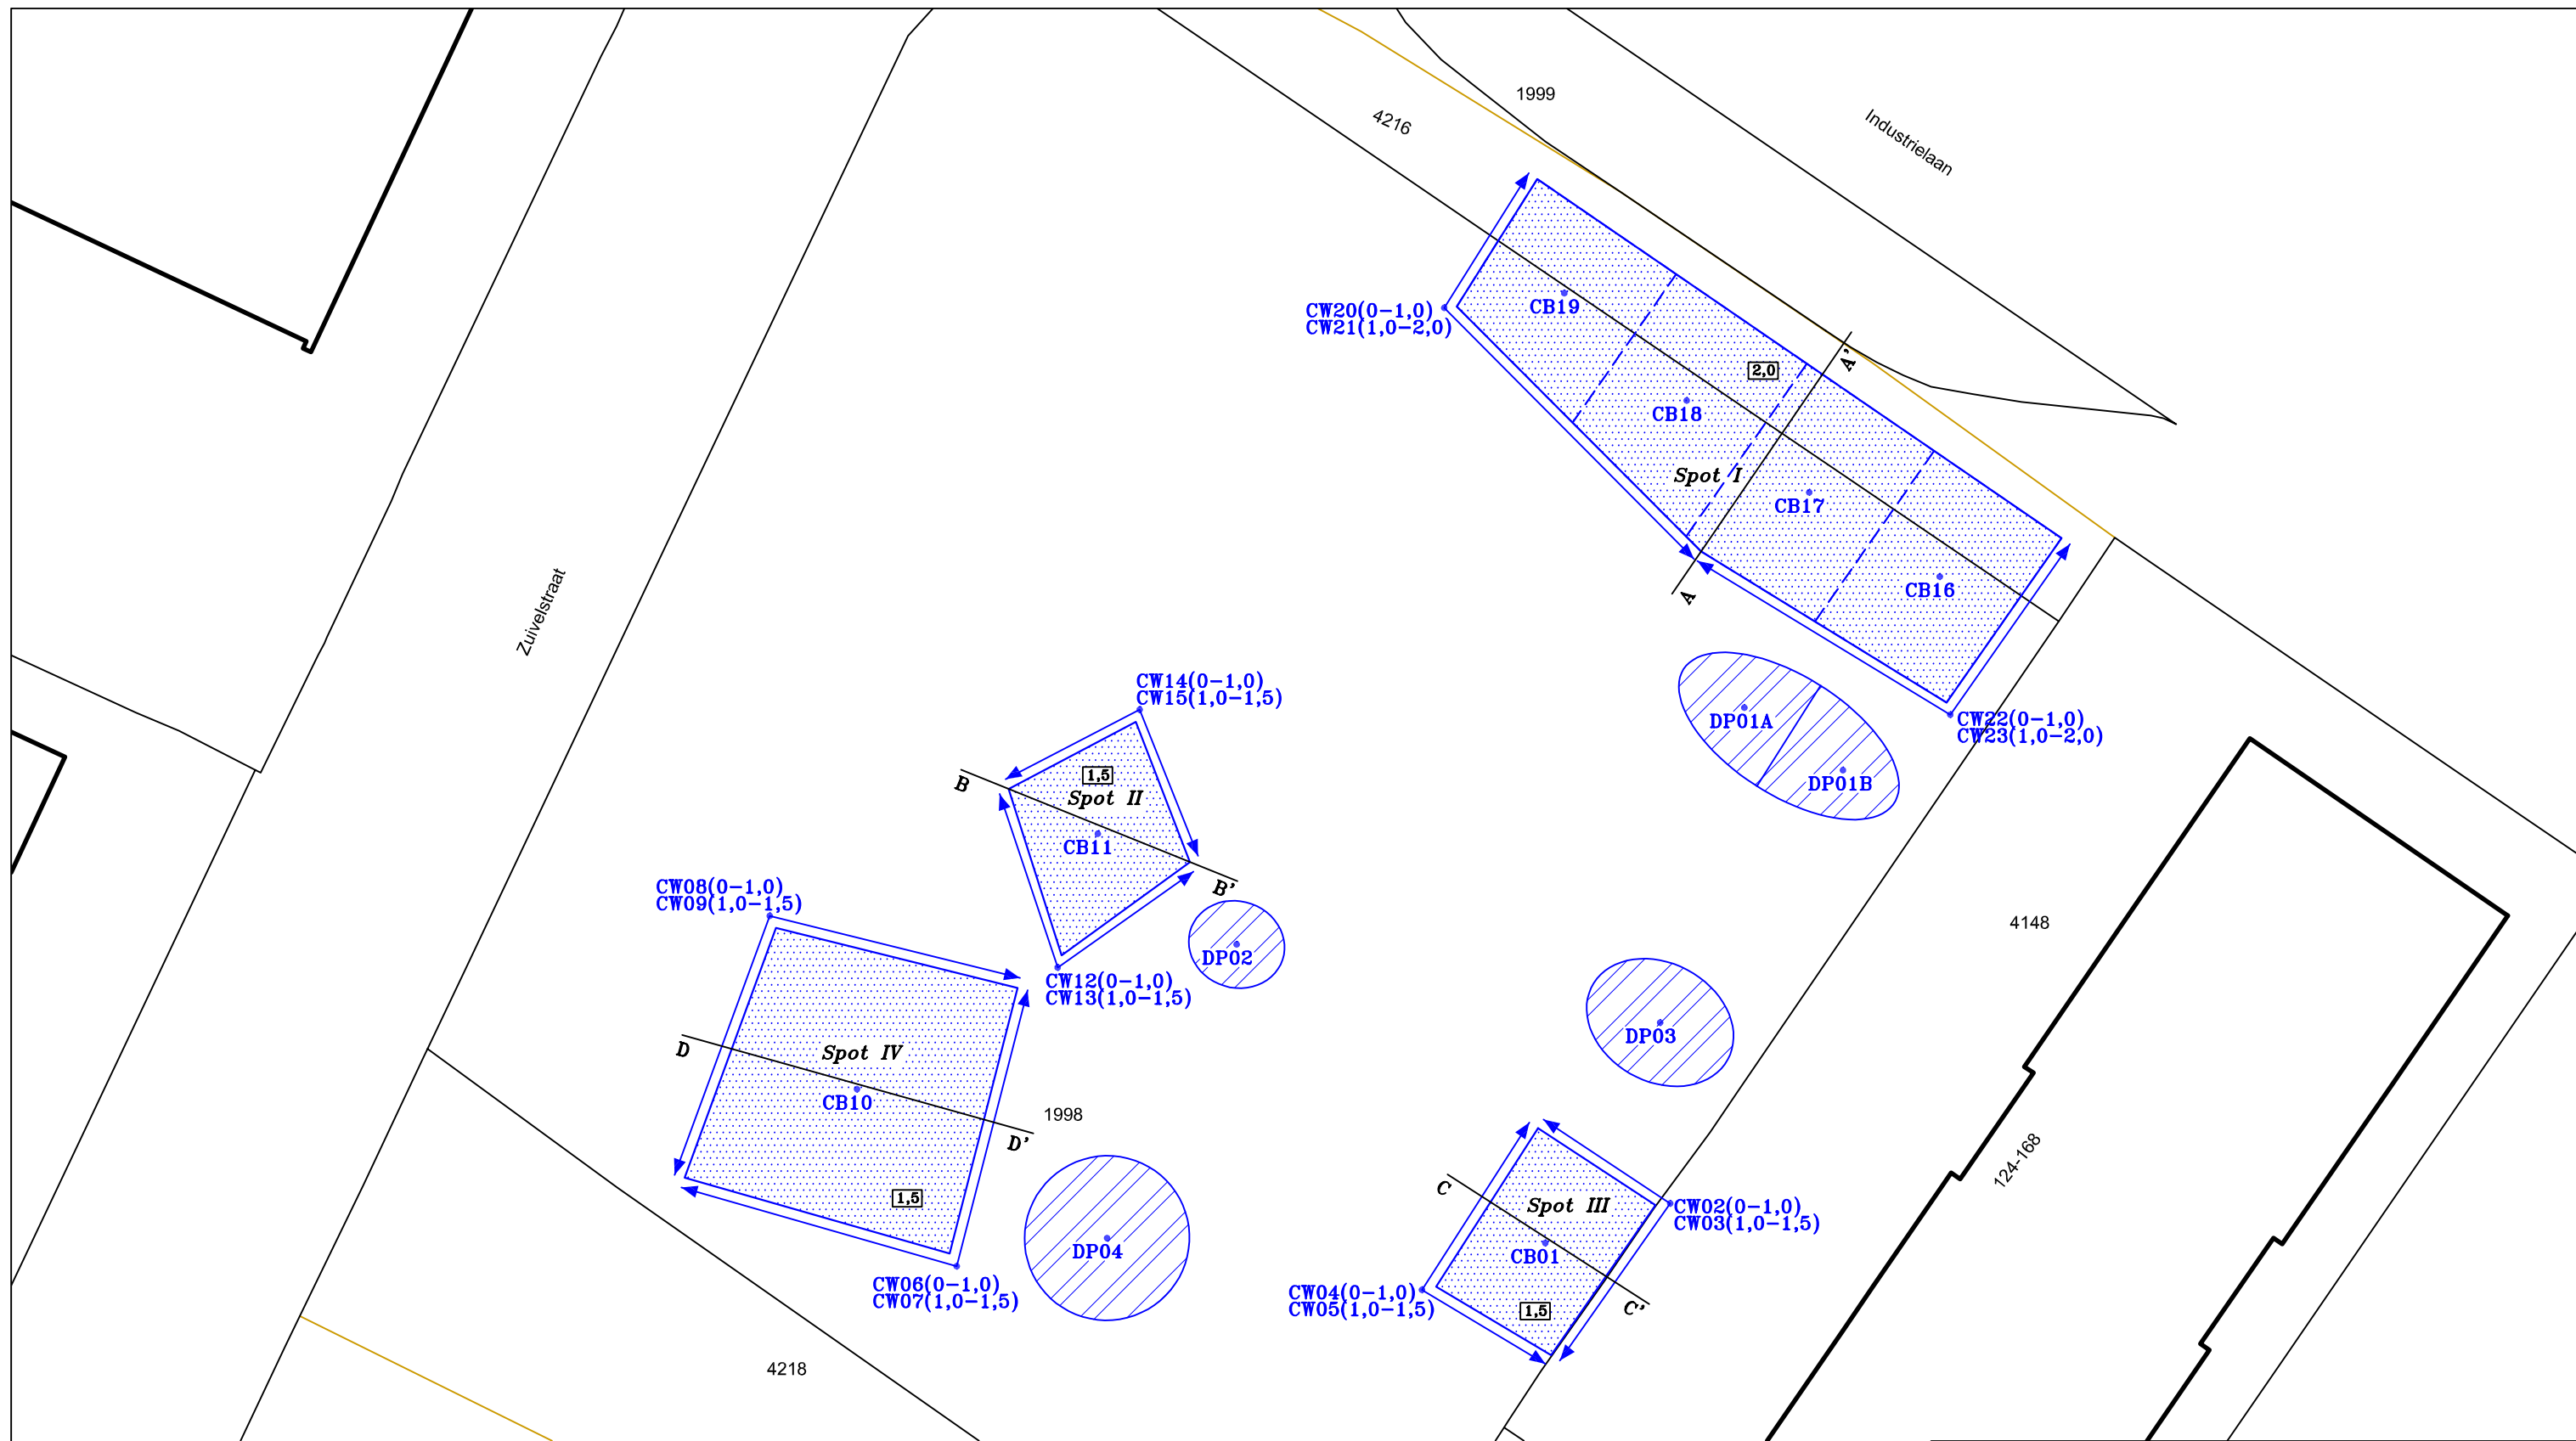 1999
4216
Industrielaan
CW20(0-1,0)
CW21(1,0-2,0)
CB19
2,0
A'
CB18
Spot I
CB17
CB16
A
Zuivelstraat
CW14(0-1,0)
CW15(1,0-1,5)
DP01A
CW22(0-1,0)
CW23(1,0-2,0)
DP01B
B
1,5
Spot II
CB11
B'
CW08(0-1,0)
CW09(1,0-1,5)
DP02
4148
CW12(0-1,0)
CW13(1,0-1,5)
DP03
D
Spot IV
CB10
1998
D'
124-168
C
1,5
Spot III
CW02(0-1,0)
CW03(1,0-1,5)
DP04
CB01
CW06(0-1,0)
CW07(1,0-1,5)
CW04(0-1,0)
CW05(1,0-1,5)
1,5
C'
4218